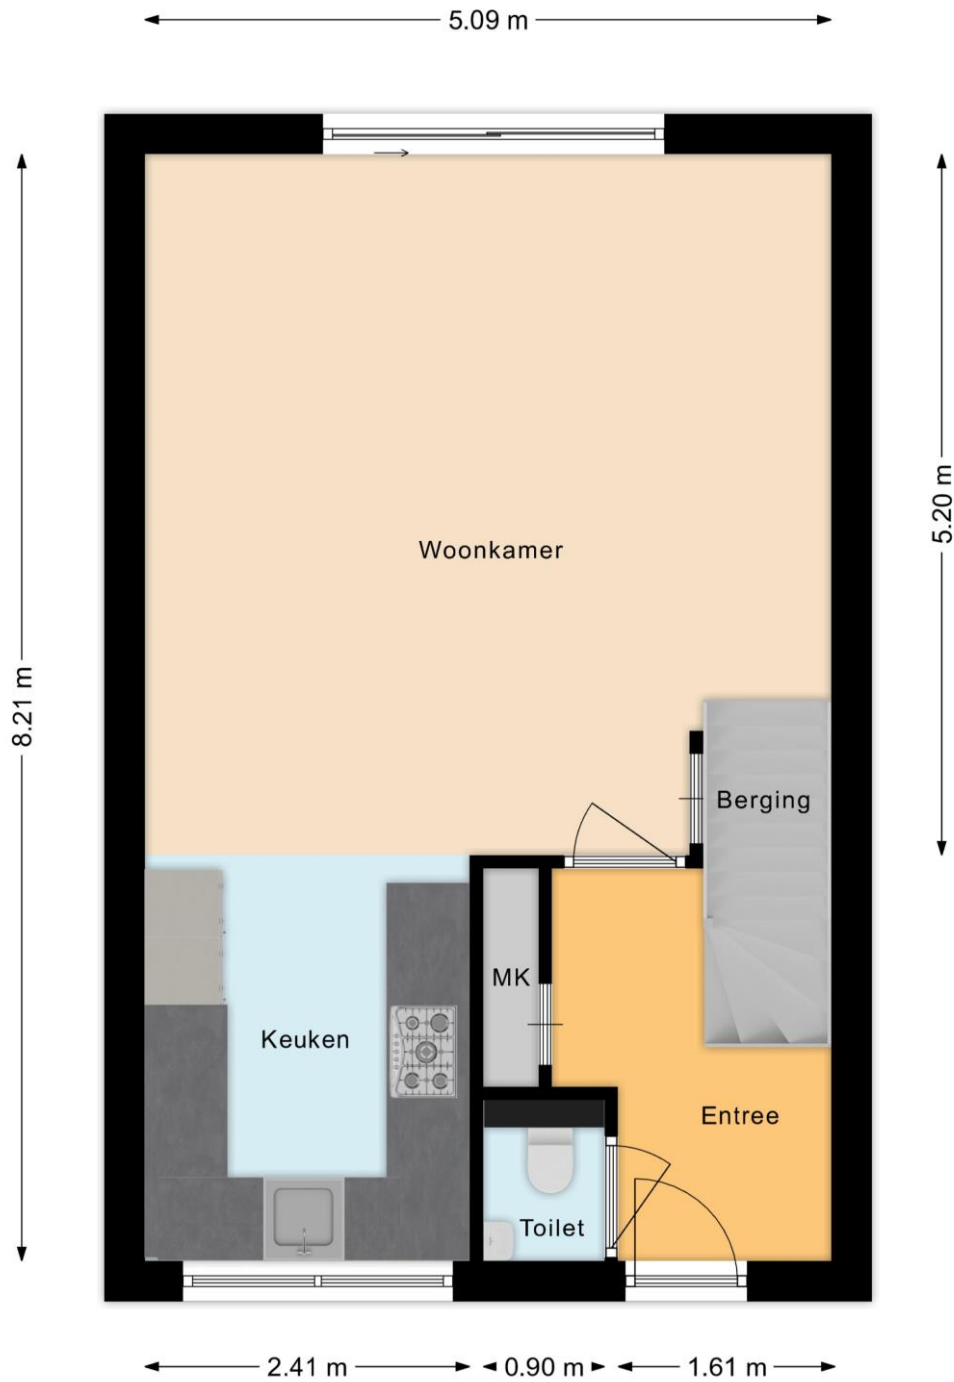 5.09 m
Woonkamer
5.20 m
8.21 m
Berging
MK
Keuken
Entree
Toilet
2.41 m
0.90 m
1.61 m